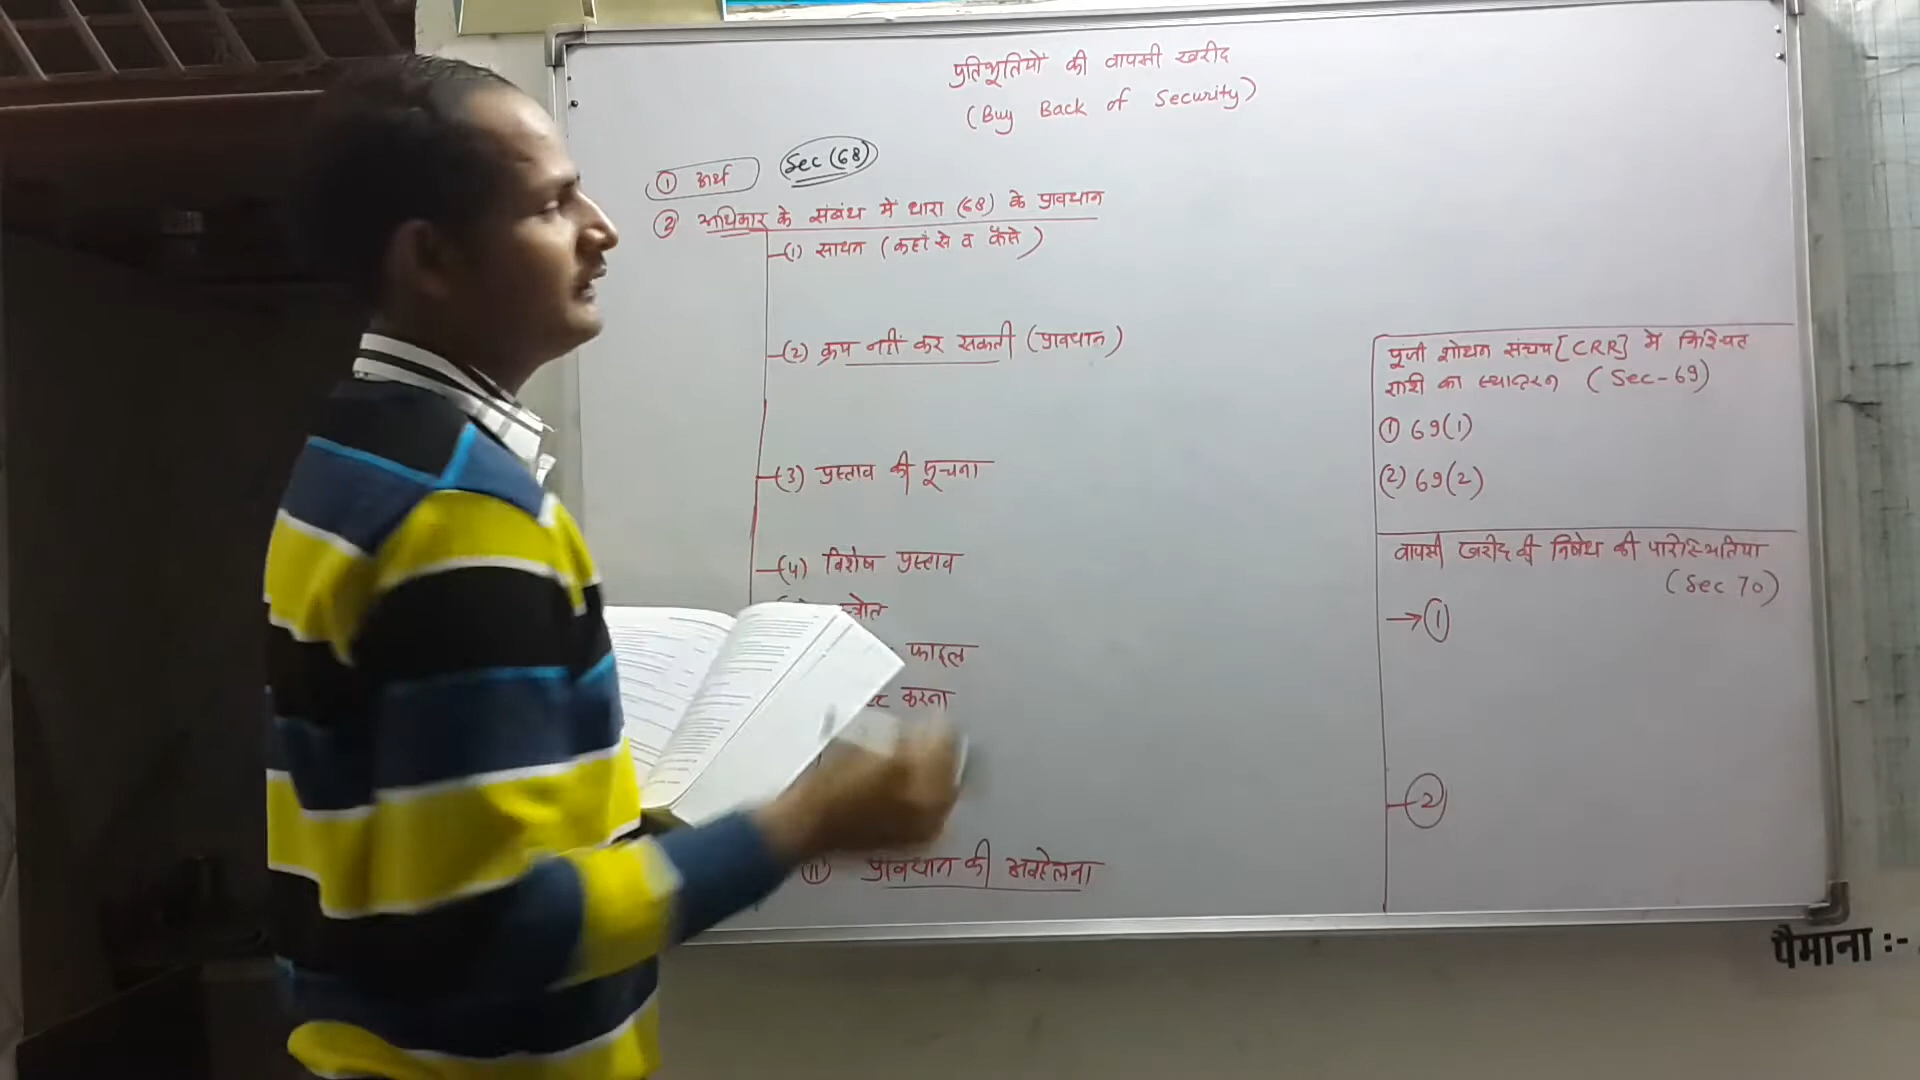 प्रतिभूतियों की वापसी खरीद
(Buy Back of Security)
① अर्थ Sec (68)
② अधिकार के संबंध में धारा (68) के प्रावधान
(1) साधन (कहाँ से व कैसे)
(2) क्रय नहीं कर सकती (प्रावधान)
(3) प्रस्ताव की सूचना
(4) विशेष प्रस्ताव
फाइल
करना
(11) प्रावधान की अवहेलना
पूंजी शोधन संचय [CRR] में निश्चित
राशी का स्थान्तरन (Sec-69)
① 69(1)
(2) 69(2)
वापसी खरीद की निषेध की परिस्थितिया
(Sec 70)
→①
②
पैमाना :-